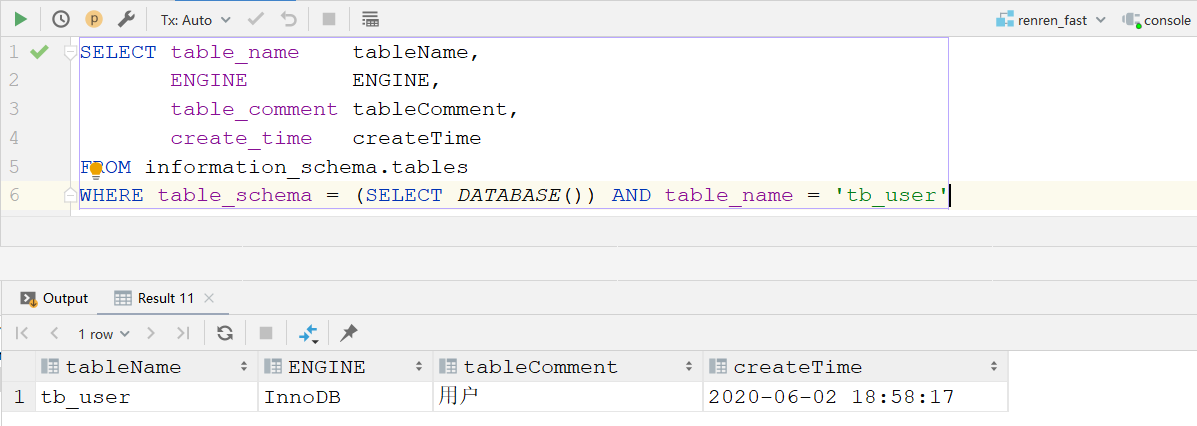 Tx: Auto renren_fast console
1 SELECT table_name tableName,
2 ENGINE ENGINE,
3 table_comment tableComment,
4 create_time createTime
5 FROM information_schema.tables
6 WHERE table_schema = (SELECT DATABASE()) AND table_name = 'tb_user'
Output Result 11
1 row
tableName ENGINE tableComment createTime
1 tb_user InnoDB 用户 2020-06-02 18:58:17